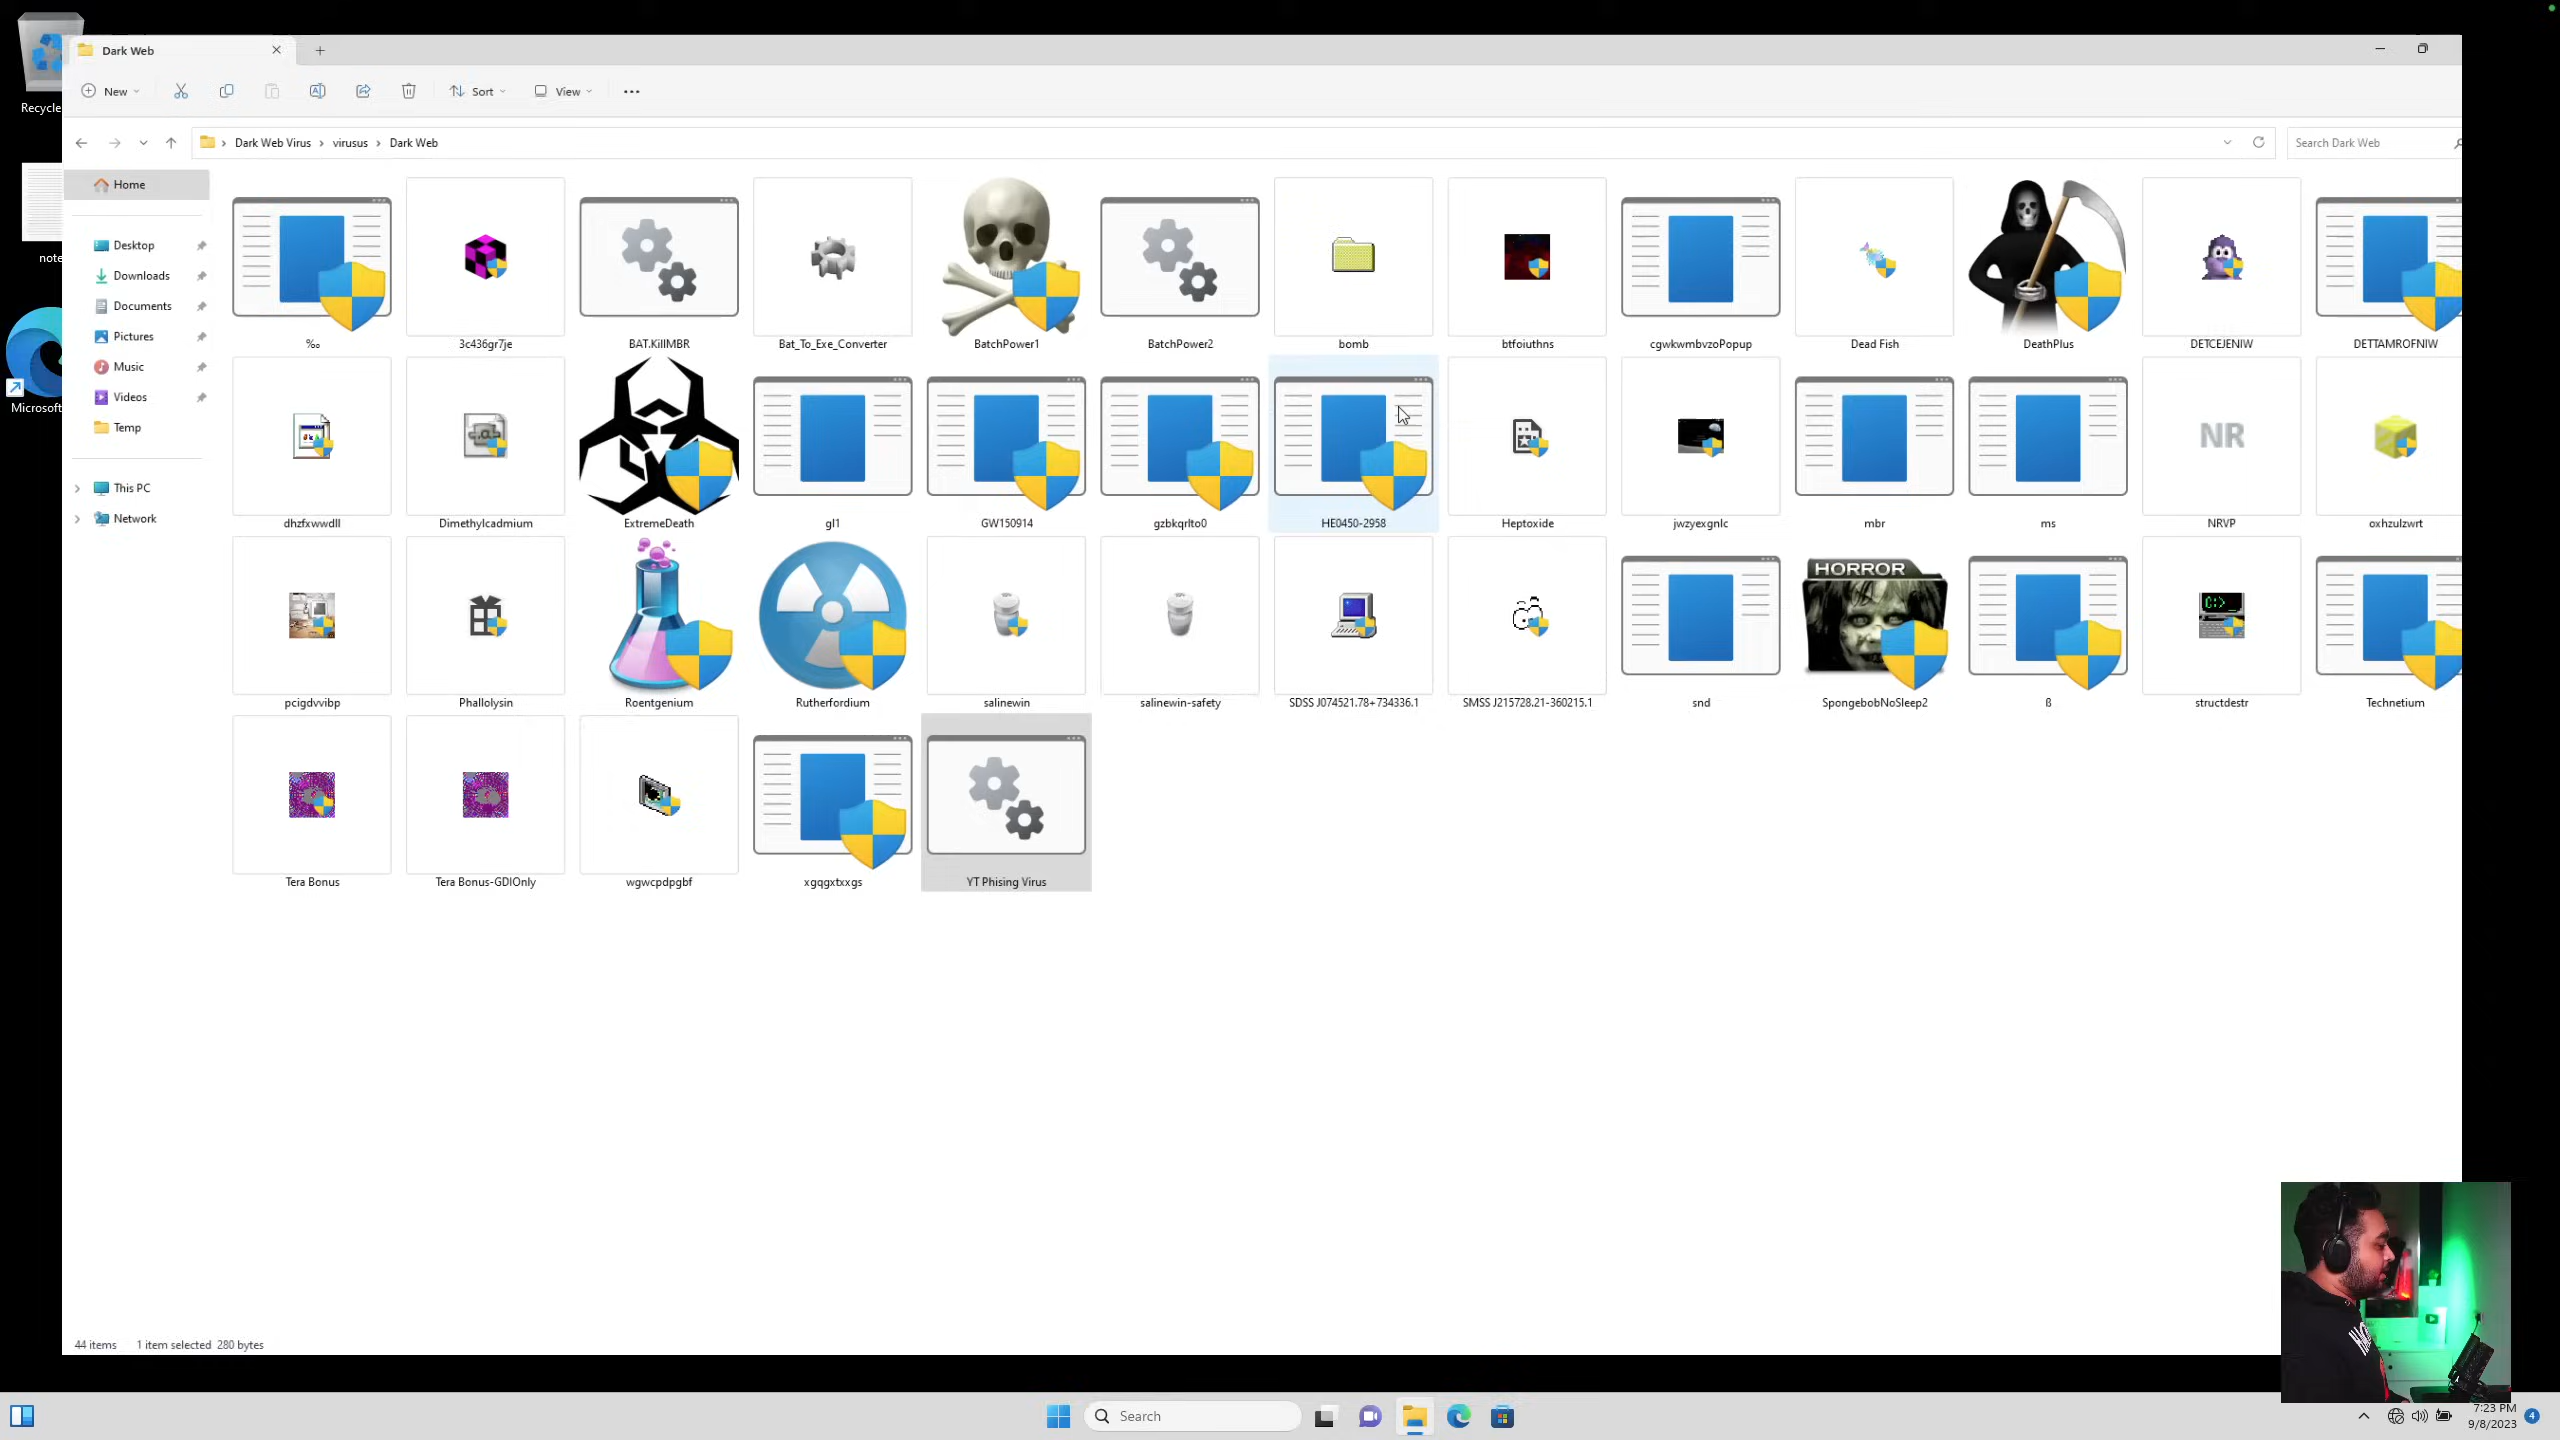 Dark Web
Recycle
New
Sort
View
Dark Web Virus > virusus > Dark Web
Search Dark Web
Home
note
Desktop
Downloads
Documents
Pictures
Microsoft
Music
Videos
Temp
This PC
Network
‰
3c436gr7je
BAT.KillMBR
Bat_To_Exe_Converter
BatchPower1
BatchPower2
bomb
btfoiuthns
cgwkwmbvzoPopup
Dead Fish
DeathPlus
DETCEJENIW
DETTAMROFNIW
dhzfxwwdll
Dimethylcadmium
ExtremeDeath
gl1
GW150914
gzbkqrlto0
HE0450-2958
Heptoxide
jwzyexgnlc
mbr
ms
NR
NRVP
oxhzulzwrt
HORROR
C:>_
pcigdvvibp
Phallolysin
Roentgenium
Rutherfordium
salinewin
salinewin-safety
SDSS J074521.78+734336.1
SMSS J215728.21-360215.1
snd
SpongebobNoSleep2
ß
structdestr
Technetium
Tera Bonus
Tera Bonus-GDIOnly
wgwcpdpgbf
xgqgxtxxgs
YT Phising Virus
44 items
1 item selected 280 bytes
Search
7:23 PM
9/8/2023
4